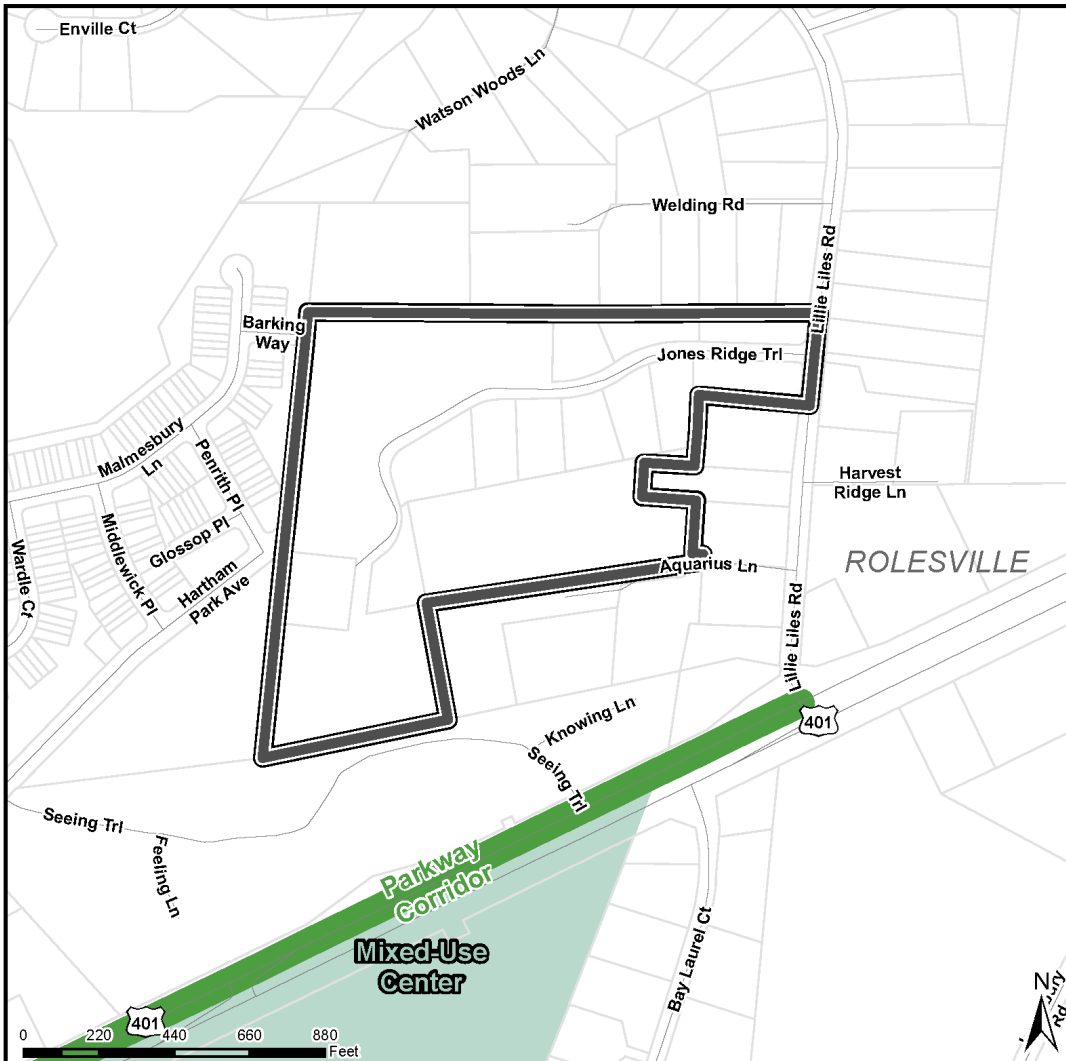 Enville Ct
Watson Woods Ln
Welding Rd
Lillie Liles Rd
Barking
Way
Jones Ridge Trl
Malmesbury
Ln
Penrith Pl
Harvest
Ridge Ln
Glossop Pl
Middlewick Pl
Wardle Ct
Hartham
Park Ave
Aquarius Ln
ROLESVILLE
Lillie Liles Rd
401
Knowing Ln
Seeing Trl
Seeing Trl
Feeling Ln
Parkway
Corridor
Mixed-Use
Center
Bay Laurel Ct
401
N
Rd
0 220 440 660 880
Feet